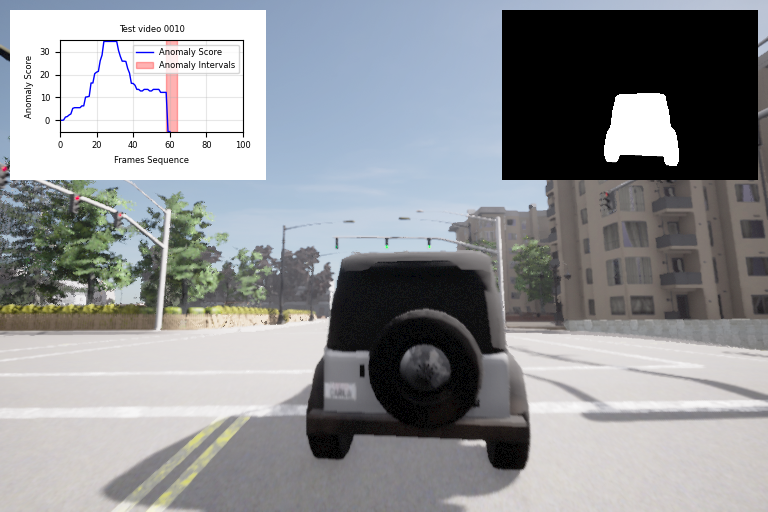 Test video 0010
Anomaly Score
30
20
10
0
Anomaly Score
Anomaly Intervals
0 20 40 60 80 100
Frames Sequence
CARLA